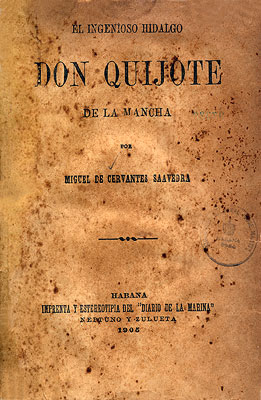 EL INGENIOSO HIDALGO
DON QUIJOTE
DE LA MANCHA
POR
MIGUEL DE CERVANTES SAAVEDRA
HABANA
IMPRENTA Y ESTEREOTIPIA DEL "DIARIO DE LA MARINA"
NEPTUNO Y ZULUETA
1905